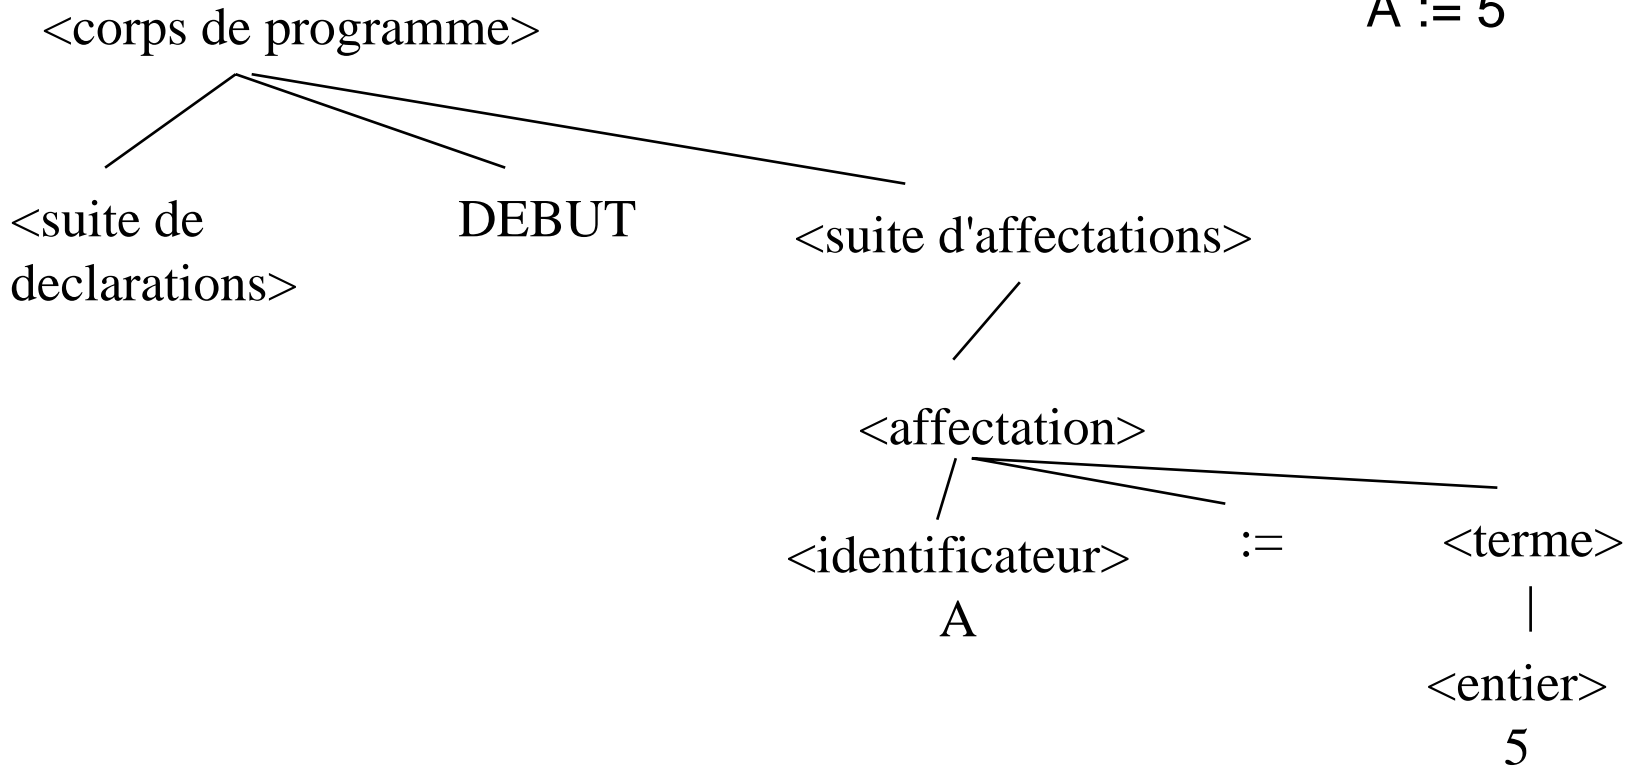 A := 5
<corps de programme>
<suite de
declarations>
DEBUT
<suite d'affectations>
<affectation>
<identificateur>
A
:=
<terme>
<entier>
5